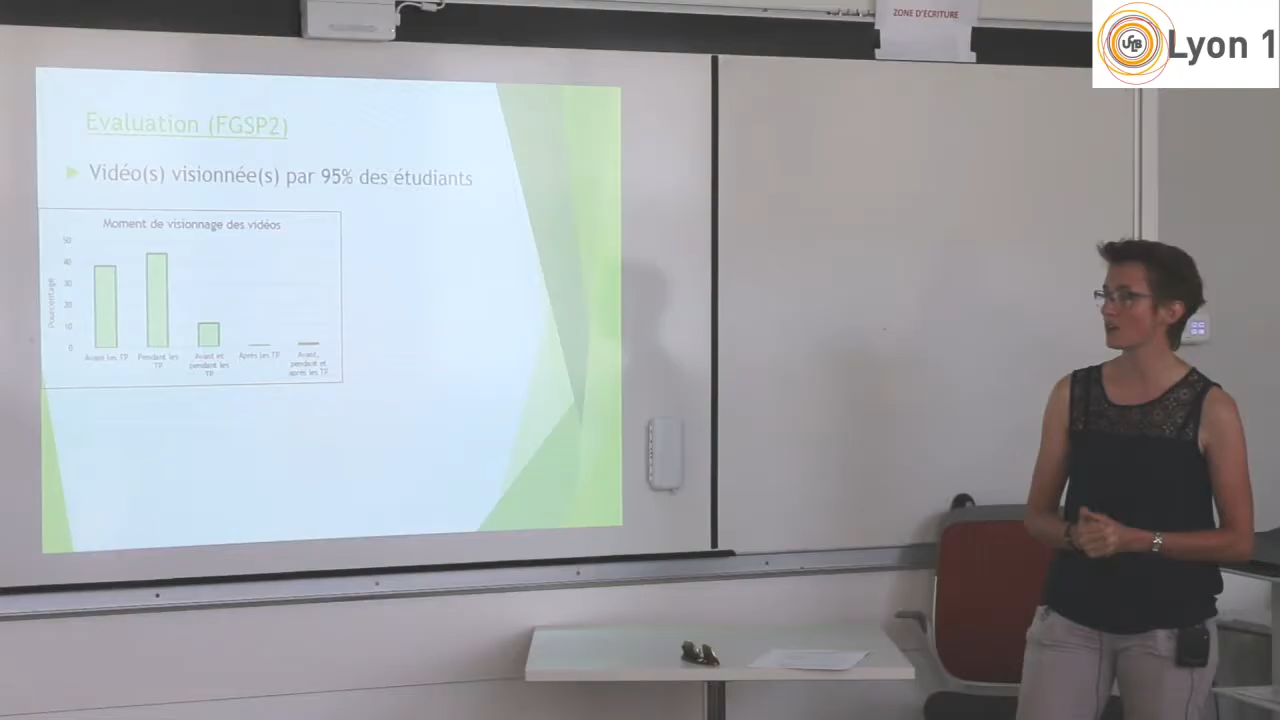 ZONE D'ECRITURE
UCLB
Lyon 1
Evaluation (FGSP2)
Vidéo(s) visionnée(s) par 95% des étudiants
Moment de visionnage des vidéos
Pourcentage
50
40
30
20
10
0
Avant les TP
Pendant les
TP
Avant et
pendant les
TP
Après les TP
Avant,
pendant et
après les TP